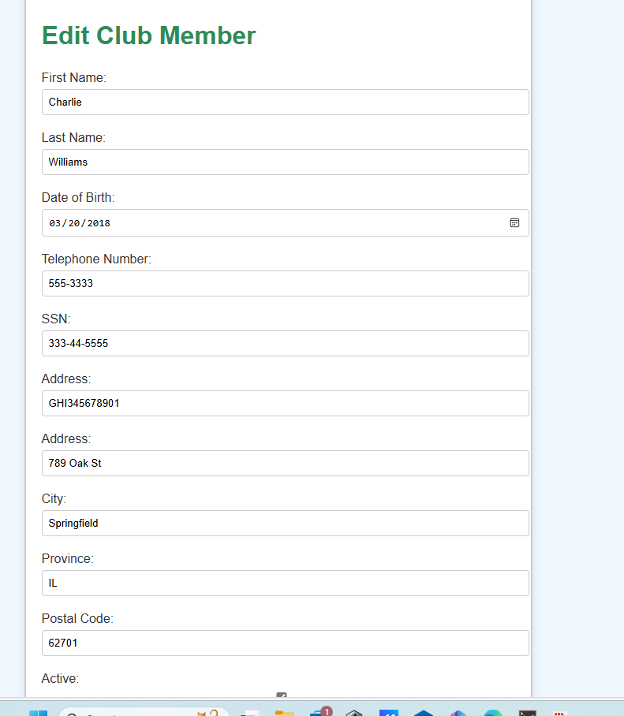 Edit Club Member
First Name:
Charlie
Last Name:
Williams
Date of Birth:
03/20/2018
Telephone Number:
555-3333
SSN:
333-44-5555
Address:
GHI345678901
Address:
789 Oak St
City:
Springfield
Province:
IL
Postal Code:
62701
Active:
1